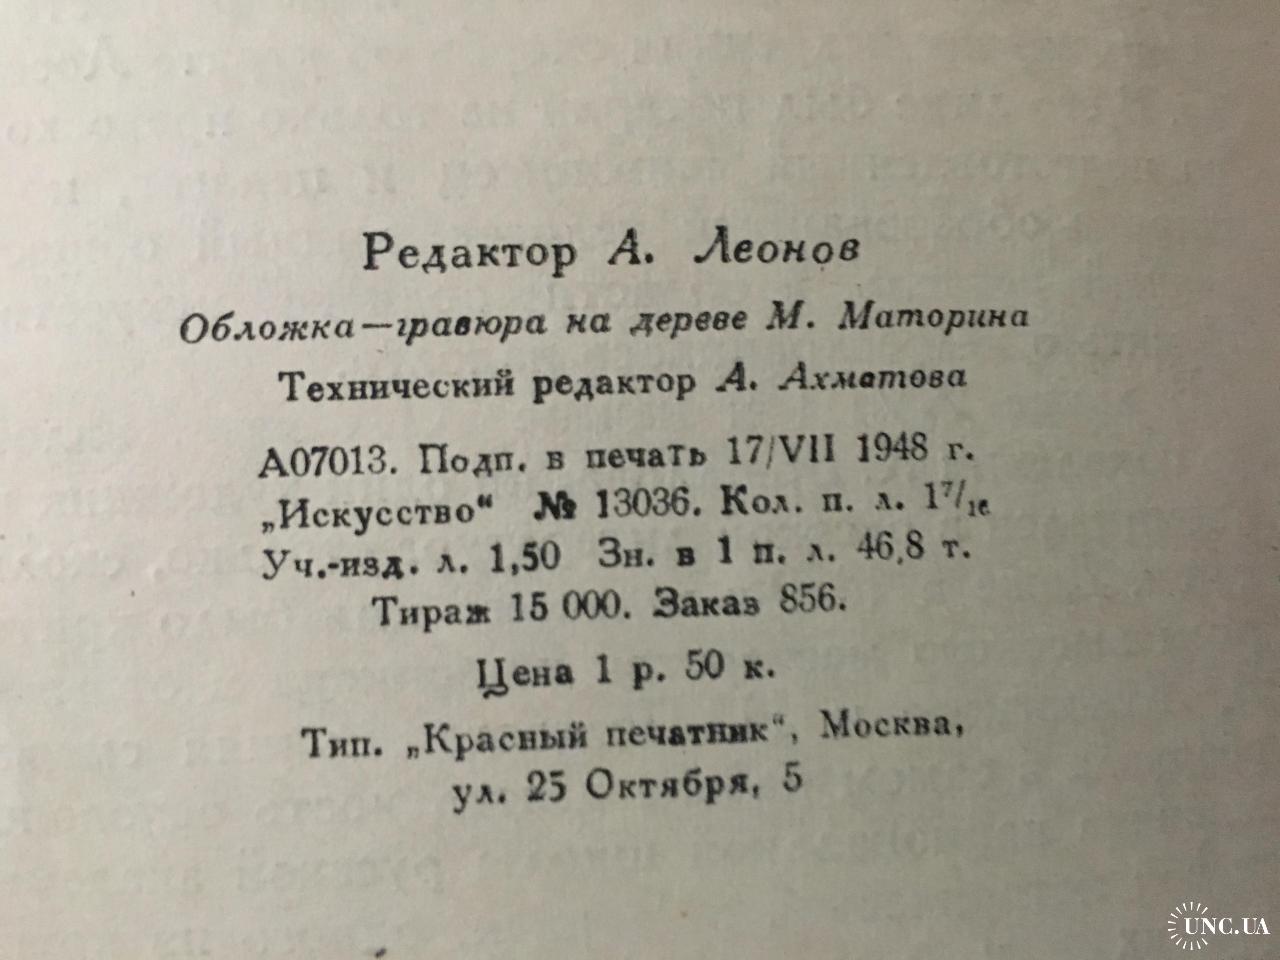 Редактор А. Леонов
Обложка—гравюра на дереве М. Маторина
Технический редактор А. Ахматова
А07013. Подп. в печать 17/VII 1948 г.
„Искусство“ № 13036. Кол. п. л. 1⁷/₁₆
Уч.-изд. л. 1,50 Зн. в 1 п. л. 46,8 т.
Тираж 15 000. Заказ 856.
Цена 1 р. 50 к.
Тип. „Красный печатник“, Москва,
ул. 25 Октября, 5
UNC.UA